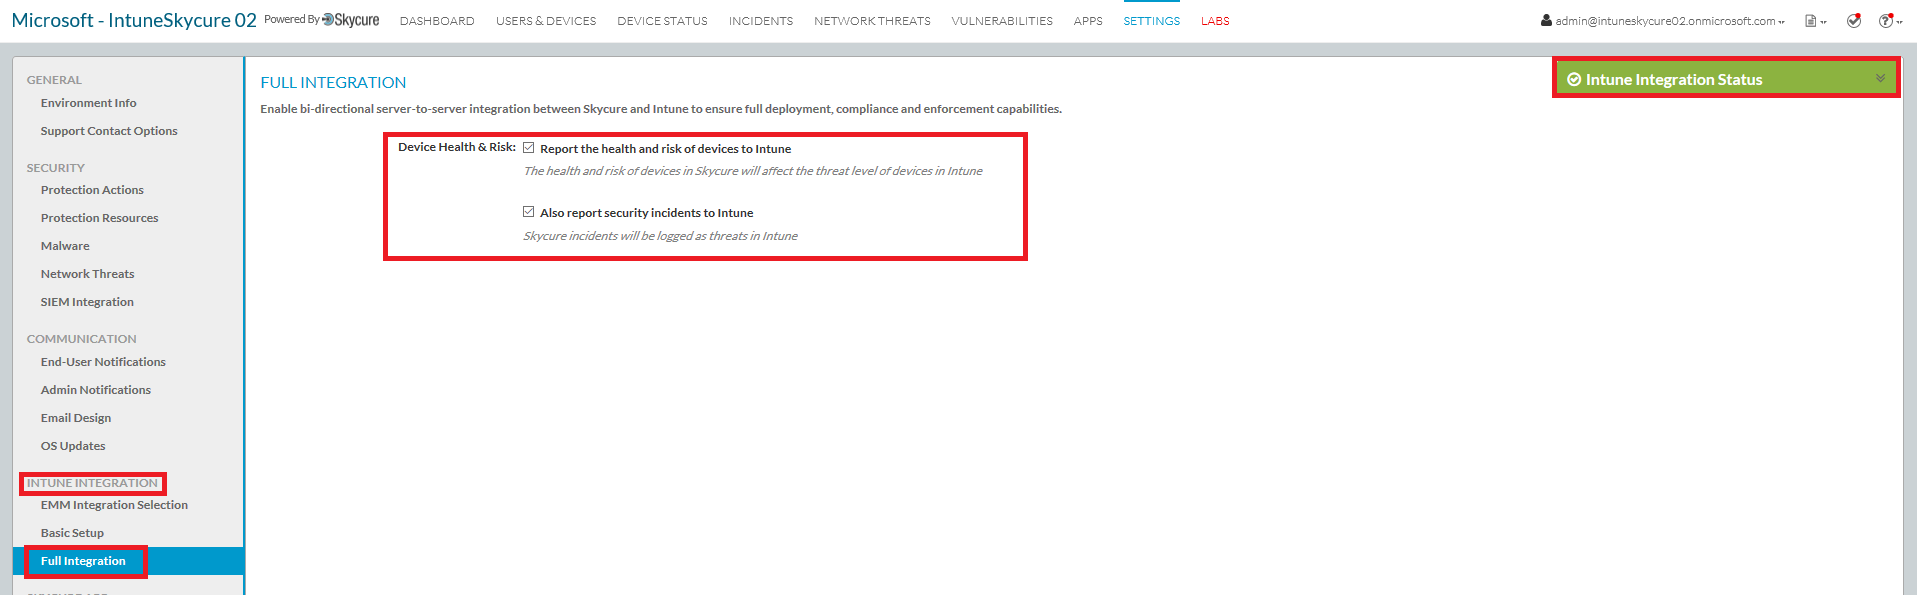 Microsoft - IntuneSkycure 02 Powered By Skycure DASHBOARD USERS & DEVICES DEVICE STATUS INCIDENTS NETWORK THREATS VULNERABILITIES APPS SETTINGS LABS admin@intuneskycure02.onmicrosoft.com
GENERAL
Environment Info
Support Contact Options
SECURITY
Protection Actions
Protection Resources
Malware
Network Threats
SIEM Integration
COMMUNICATION
End-User Notifications
Admin Notifications
Email Design
OS Updates
INTUNE INTEGRATION
EMM Integration Selection
Basic Setup
Full Integration
FULL INTEGRATION
Enable bi-directional server-to-server integration between Skycure and Intune to ensure full deployment, compliance and enforcement capabilities.
Device Health & Risk: Report the health and risk of devices to Intune
The health and risk of devices in Skycure will affect the threat level of devices in Intune
Also report security incidents to Intune
Skycure incidents will be logged as threats in Intune
Intune Integration Status